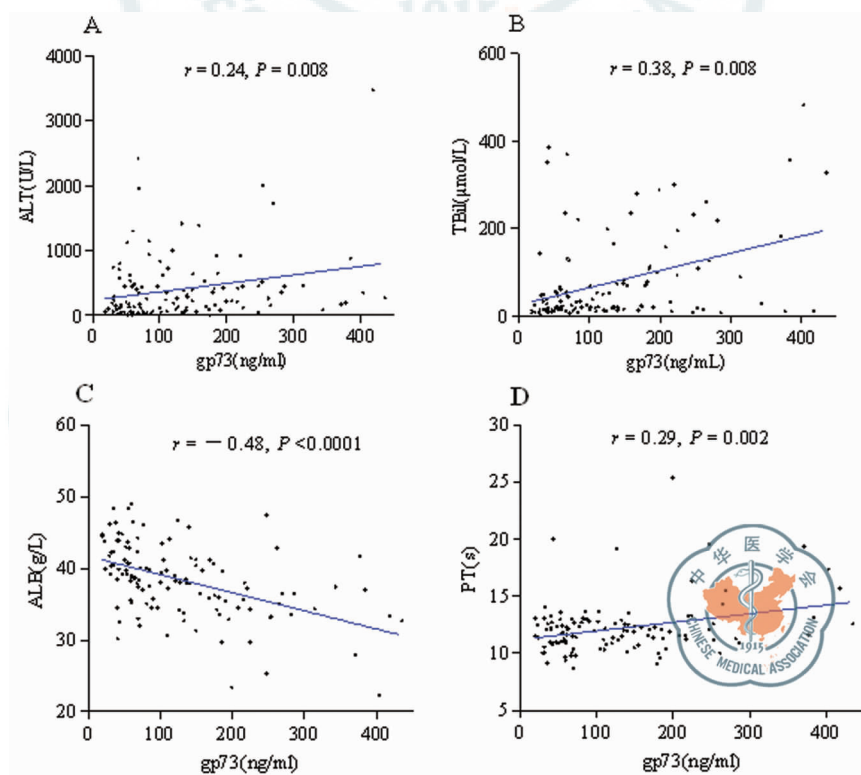 A
r = 0.24, P = 0.008
4000
3000
2000
1000
0
ALT(U/L)
0
100
200
300
400
gp73(ng/ml)
B
r = 0.38, P = 0.008
600
400
200
0
TBil(μmol/L)
0
100
200
300
400
gp73(ng/mL)
C
r = －0.48, P <0.0001
60
50
40
30
20
ALB(g/L)
0
100
200
300
400
gp73(ng/ml)
D
r = 0.29, P = 0.002
30
25
20
15
10
5
PT(s)
0
100
200
300
400
gp73(ng/ml)
中华医学会
1915
CHINESE MEDICAL ASSOCIATION